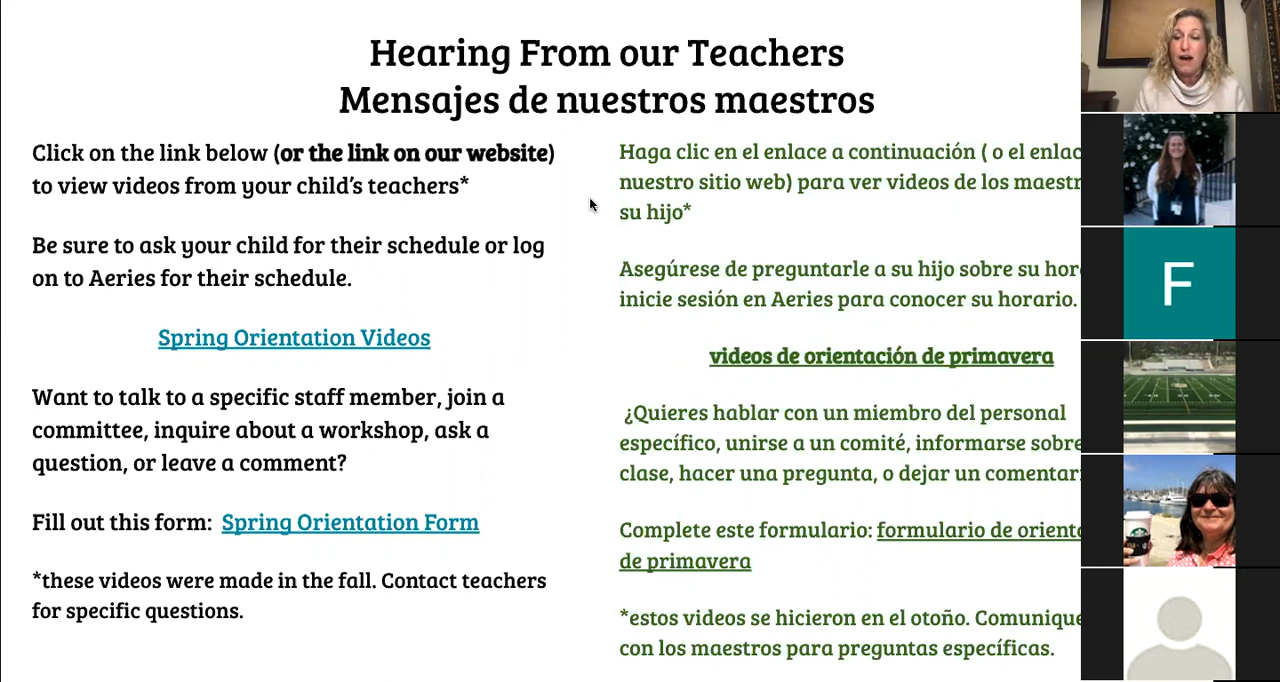 Hearing From our Teachers
Mensajes de nuestros maestros
Click on the link below (or the link on our website)
to view videos from your child's teachers*
Be sure to ask your child for their schedule or log
on to Aeries for their schedule.
Spring Orientation Videos
Want to talk to a specific staff member, join a
committee, inquire about a workshop, ask a
question, or leave a comment?
Fill out this form: Spring Orientation Form
*these videos were made in the fall. Contact teachers
for specific questions.
Haga clic en el enlace a continuación ( o el
nuestro sitio web) para ver videos de los
su hijo*
Asegúrese de preguntarle a su hijo sobre su
inicie sesión en Aeries para conocer su horario.
videos de orientación de primavera
¿Quieres hablar con un miembro del personal
específico, unirse a un comité, informarse sobre
clase, hacer una pregunta, o dejar un
Complete este formulario: formulario de
de primavera
*estos videos se hicieron en el otoño.
con los maestros para preguntas específicas.
F